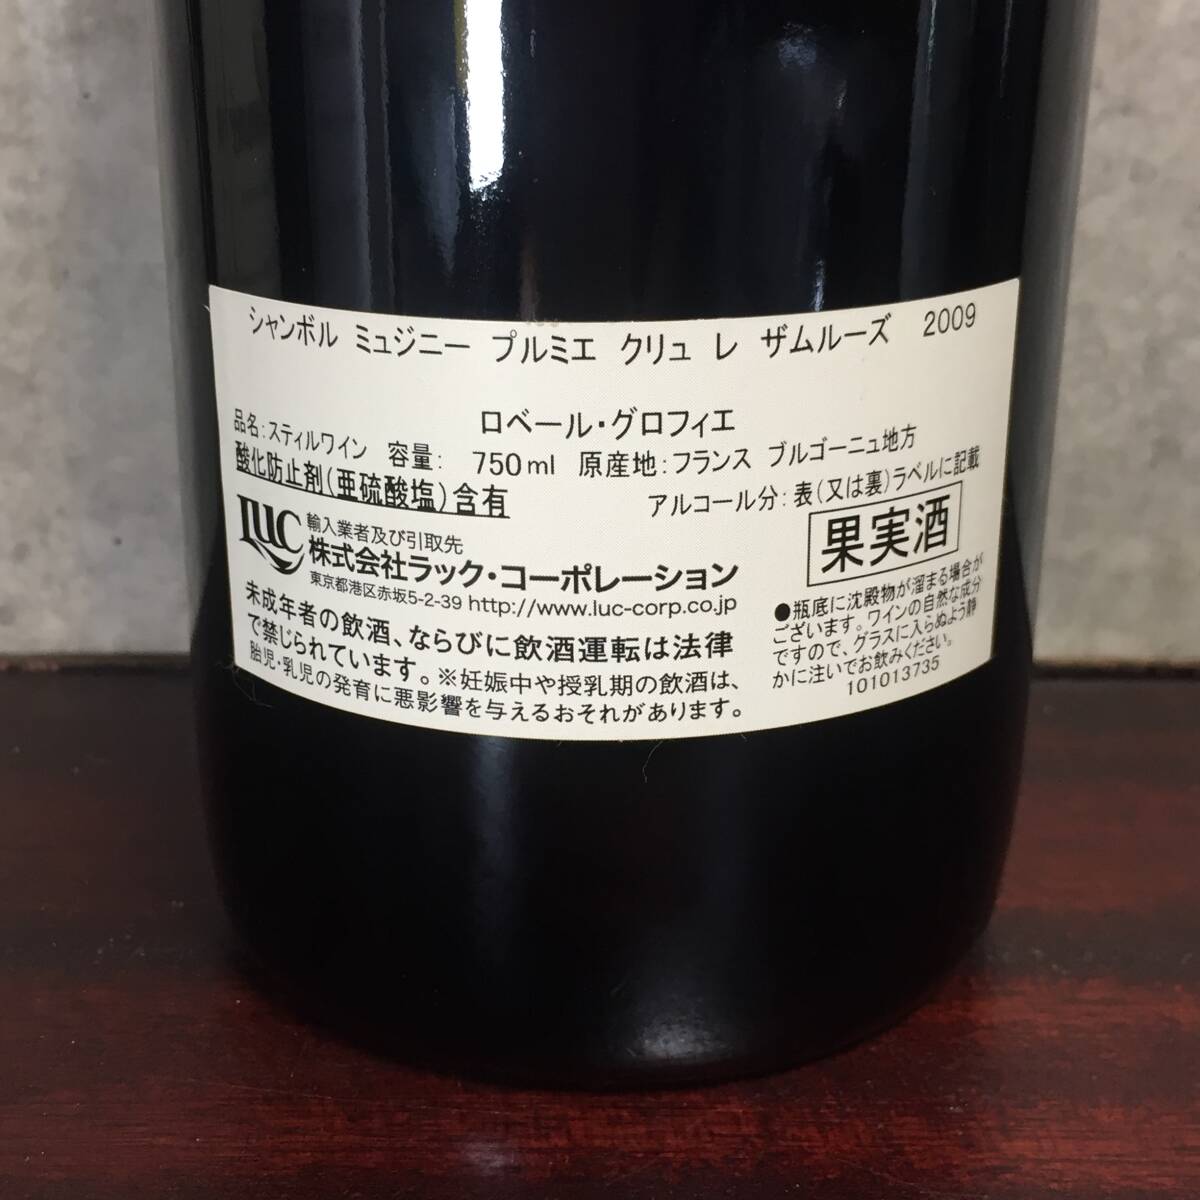 シャンボル ミュジニー プルミエ クリュ レ ザムルーズ 2009
ロベール・グロフィエ
品名:スティルワイン 容量: 750ml 原産地:フランス ブルゴーニュ地方
酸化防止剤(亜硫酸塩)含有
アルコール分:表(又は裏)ラベルに記載
LUC
輸入業者及び引取先
株式会社ラック・コーポレーション
東京都港区赤坂5-2-39 http://www.luc-corp.co.jp
果実酒
未成年者の飲酒、ならびに飲酒運転は法律
で禁じられています。※妊娠中や授乳期の飲酒は、
胎児・乳児の発育に悪影響を与えるおそれがあります。
●瓶底に沈殿物が溜まる場合が
ございます。ワインの自然な成分
ですので、グラスに入らぬよう静
かに注いでお飲みください。
101013735